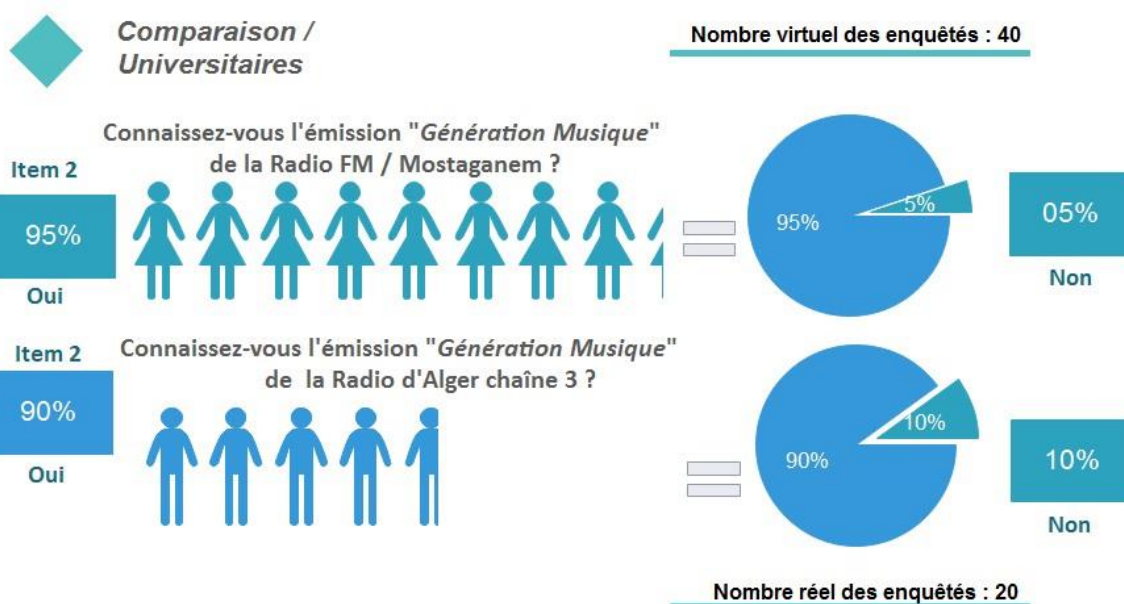 Comparaison /
Universitaires
Nombre virtuel des enquêtés : 40
Connaissez-vous l'émission "Génération Musique"
de la Radio FM / Mostaganem ?
Item 2
95%
Oui
95%
5%
05%
Non
Connaissez-vous l'émission "Génération Musique"
de la Radio d'Alger chaîne 3 ?
Item 2
90%
Oui
90%
10%
10%
Non
Nombre réel des enquêtés : 20